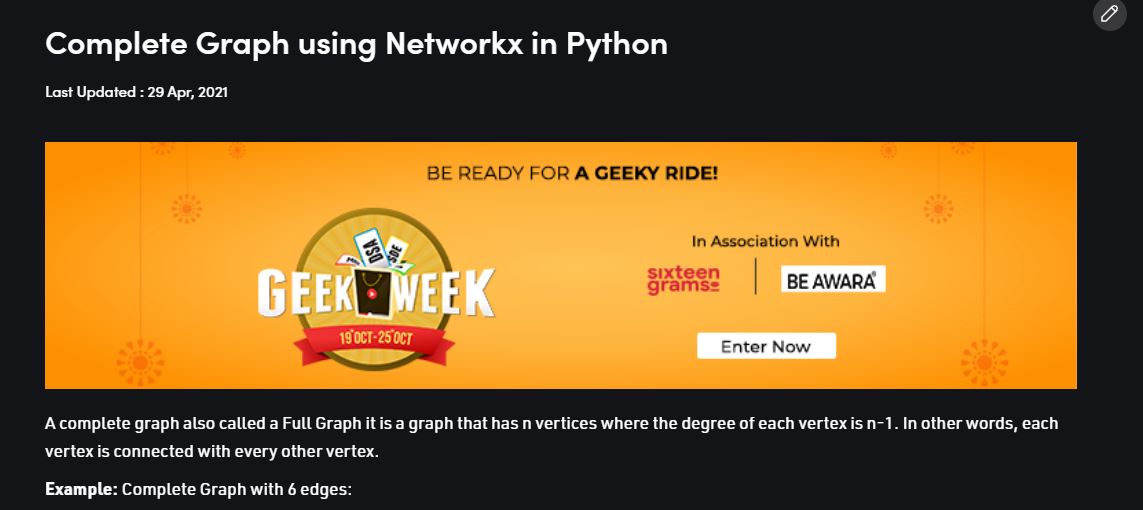 Complete Graph using Networkx in Python
Last Updated : 29 Apr, 2021
BE READY FOR A GEEKY RIDE!
DSA
SDE
GEEK WEEK
19th OCT - 25th OCT
In Association With
sixteen
grams
BE AWARA
Enter Now
A complete graph also called a Full Graph it is a graph that has n vertices where the degree of each vertex is n-1. In other words, each
vertex is connected with every other vertex.
Example: Complete Graph with 6 edges: